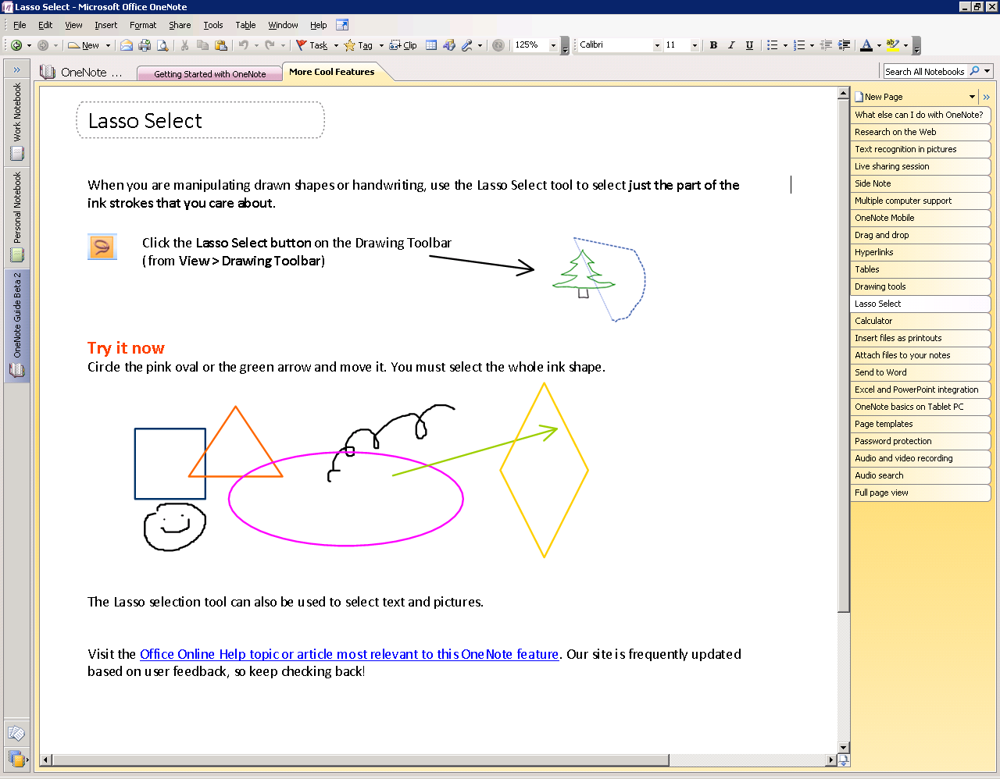 Lasso Select - Microsoft Office OneNote
File Edit View Insert Format Share Tools Table Window Help
New Task Tag Clip 125% Calibri 11 B I U A ab
OneNote ... Getting Started with OneNote More Cool Features Search All Notebooks
Work Notebook
Personal Notebook
OneNote Guide Beta 2
Lasso Select
When you are manipulating drawn shapes or handwriting, use the Lasso Select tool to select just the part of the
ink strokes that you care about.
Click the Lasso Select button on the Drawing Toolbar
(from View > Drawing Toolbar)
Try it now
Circle the pink oval or the green arrow and move it. You must select the whole ink shape.
The Lasso selection tool can also be used to select text and pictures.
Visit the Office Online Help topic or article most relevant to this OneNote feature. Our site is frequently updated
based on user feedback, so keep checking back!
New Page
What else can I do with OneNote?
Research on the Web
Text recognition in pictures
Live sharing session
Side Note
Multiple computer support
OneNote Mobile
Drag and drop
Hyperlinks
Tables
Drawing tools
Lasso Select
Calculator
Insert files as printouts
Attach files to your notes
Send to Word
Excel and PowerPoint integration
OneNote basics on Tablet PC
Page templates
Password protection
Audio and video recording
Audio search
Full page view